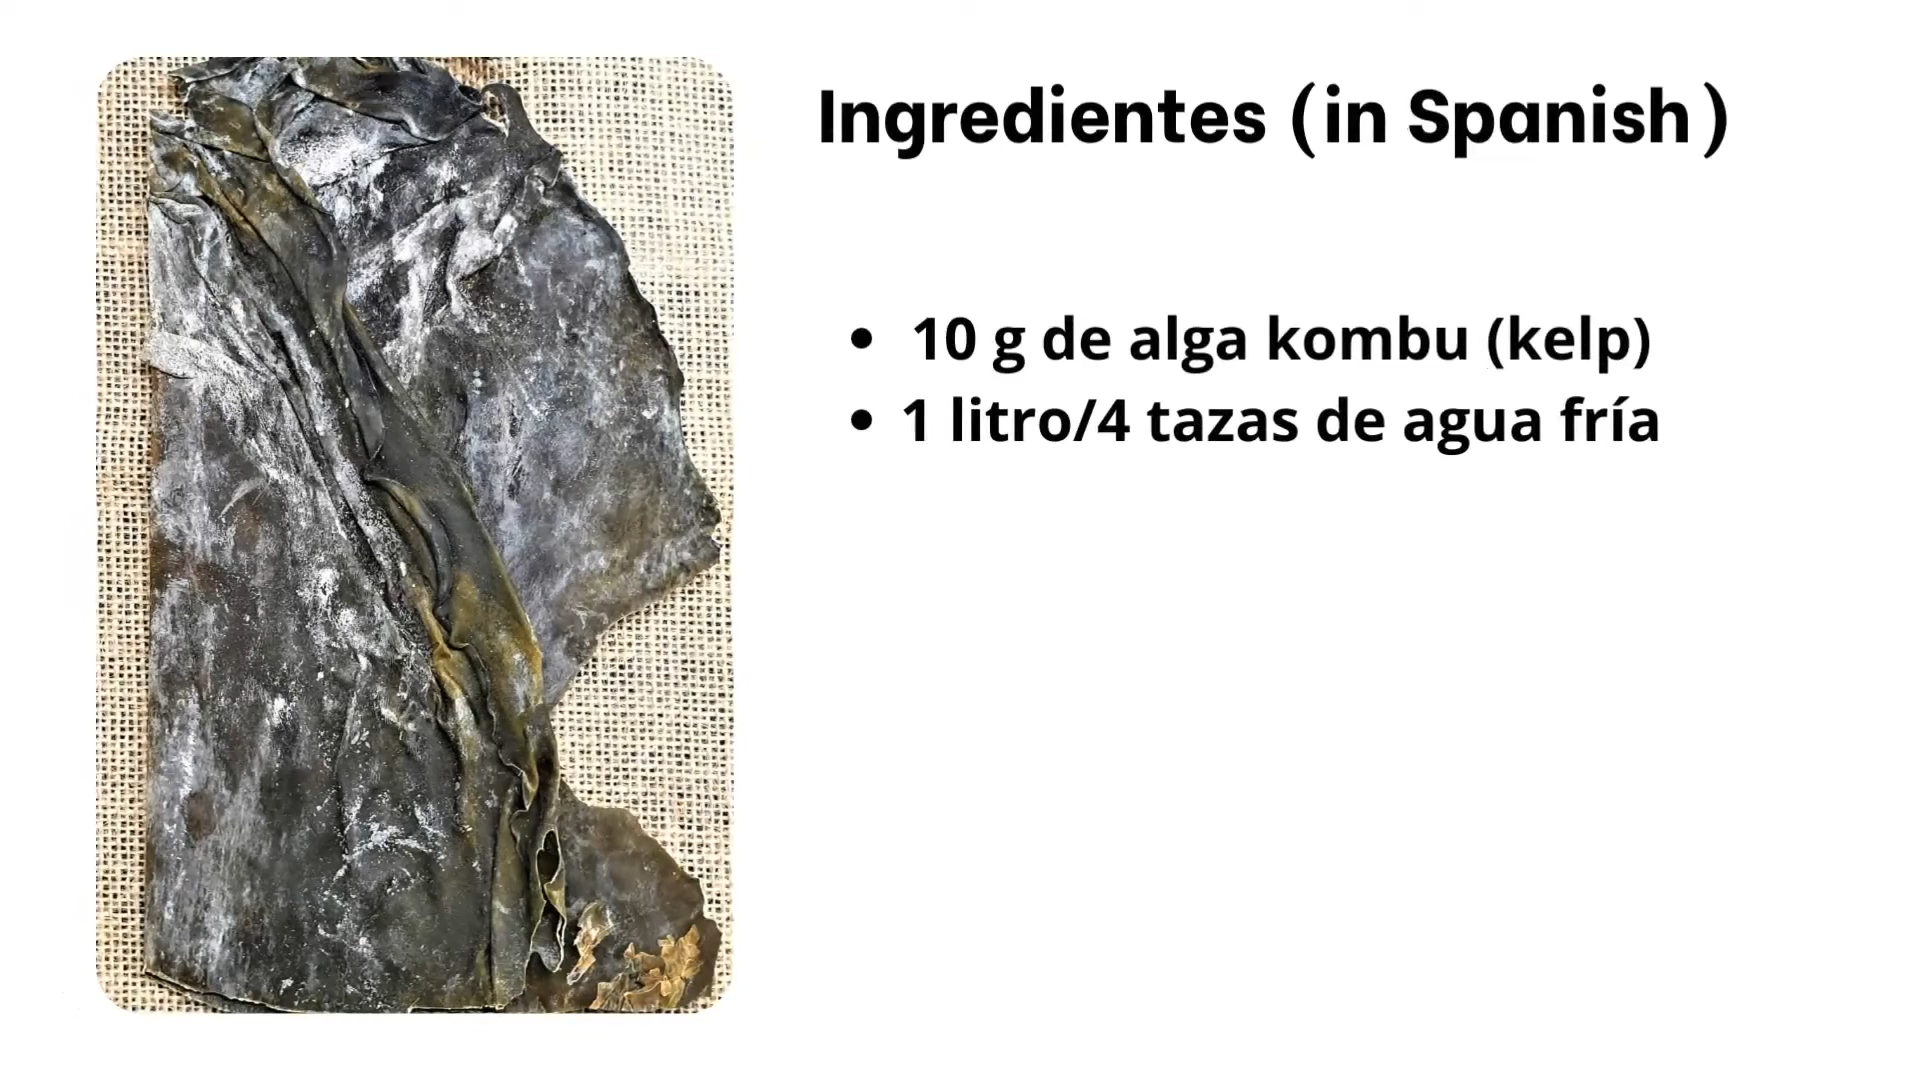 Ingredientes (in Spanish)
• 10 g de alga kombu (kelp)
• 1 litro/4 tazas de agua fría